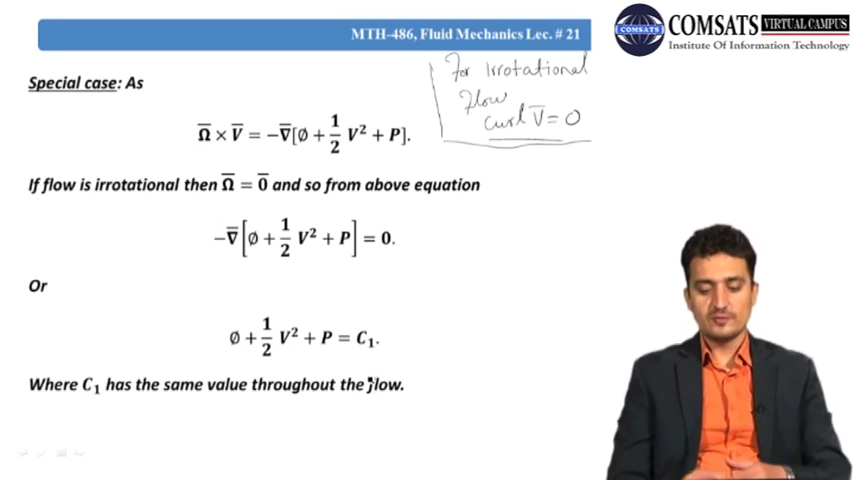 MTH-486, Fluid Mechanics Lec. # 21
COMSATS
COMSATS VIRTUAL CAMPUS
Institute Of Information Technology
For Irrotational
Flow
curl V̅ = 0
Special case: As
Ω̅ × V̅ = −∇̅[∅ + 1/2 V² + P].
If flow is irrotational then Ω̅ = 0̅ and so from above equation
−∇̅[∅ + 1/2 V² + P] = 0.
Or
∅ + 1/2 V² + P = C₁.
Where C₁ has the same value throughout the flow.